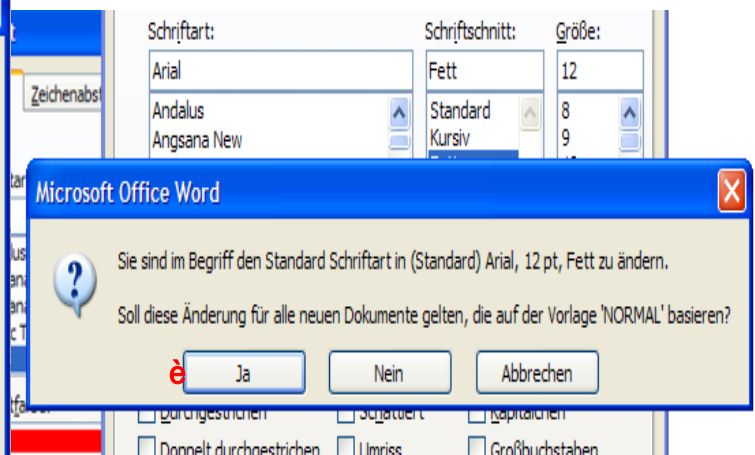 Schriftart: Schriftschnitt: Größe:
Arial Fett 12
Zeichenabst
Andalus Standard 8
Angsana New Kursiv 9
Microsoft Office Word
Sie sind im Begriff den Standard Schriftart in (Standard) Arial, 12 pt, Fett zu ändern.
Soll diese Änderung für alle neuen Dokumente gelten, die auf der Vorlage 'NORMAL' basieren?
è Ja Nein Abbrechen
Durchgestrichen Schattiert Kapitälchen
Doppelt durchgestrichen Umriss Großbuchstaben